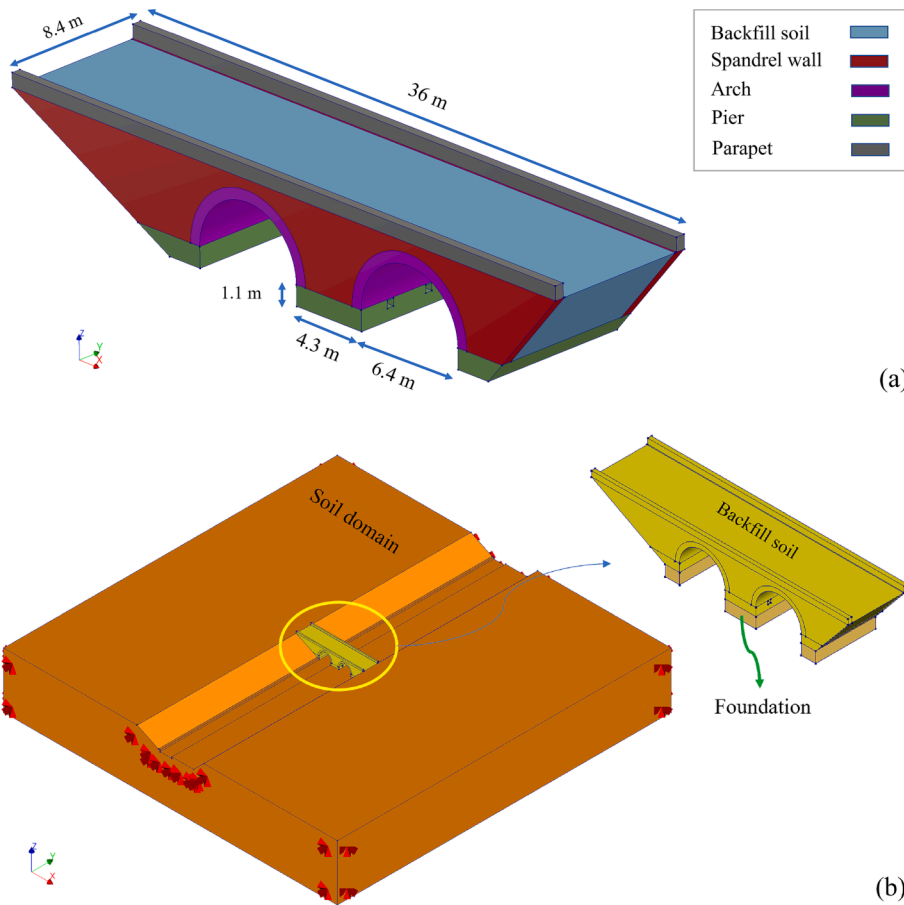 8.4 m
36 m
Backfill soil
Spandrel wall
Arch
Pier
Parapet
1.1 m
4.3 m
6.4 m
Z
Y
X
(a)
Soil domain
Backfill soil
Foundation
Z
Y
X
(b)